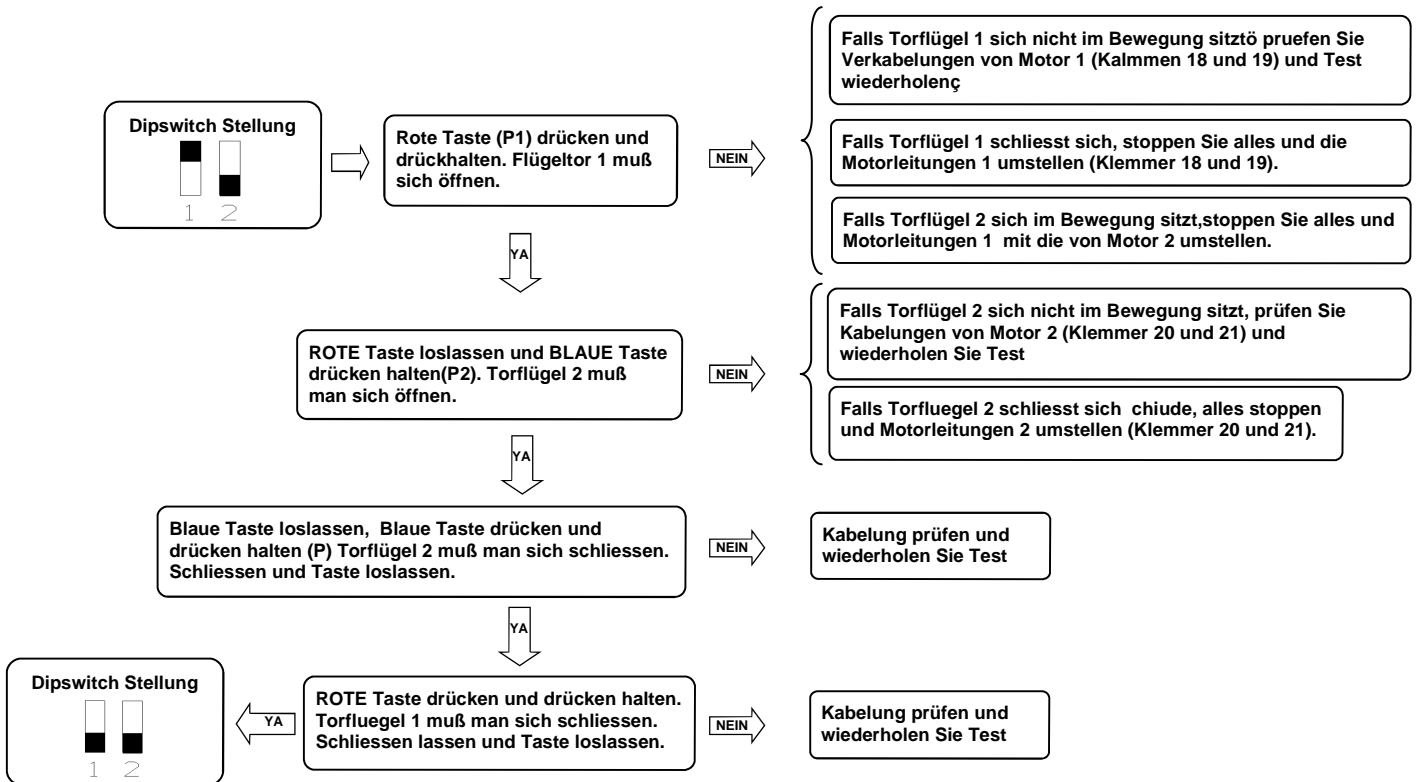 Dipswitch Stellung
1 2
Rote Taste (P1) drücken und
drückhalten. Flügeltor 1 muß
sich öffnen.
NEIN
Falls Torflügel 1 sich nicht im Bewegung sitztö pruefen Sie
Verkabelungen von Motor 1 (Kalmmen 18 und 19) und Test
wiederholenç
Falls Torflügel 1 schliesst sich, stoppen Sie alles und die
Motorleitungen 1 umstellen (Klemmer 18 und 19).
Falls Torflügel 2 sich im Bewegung sitzt,stoppen Sie alles und
Motorleitungen 1 mit die von Motor 2 umstellen.
YA
ROTE Taste loslassen und BLAUE Taste
drücken halten(P2). Torflügel 2 muß
man sich öffnen.
NEIN
Falls Torflügel 2 sich nicht im Bewegung sitzt, prüfen Sie
Kabelungen von Motor 2 (Klemmer 20 und 21) und
wiederholen Sie Test
Falls Torfluegel 2 schliesst sich chiude, alles stoppen
und Motorleitungen 2 umstellen (Klemmer 20 und 21).
YA
Blaue Taste loslassen, Blaue Taste drücken und
drücken halten (P) Torflügel 2 muß man sich schliessen.
Schliessen und Taste loslassen.
NEIN
Kabelung prüfen und
wiederholen Sie Test
YA
ROTE Taste drücken und drücken halten.
Torfluegel 1 muß man sich schliessen.
Schliessen lassen und Taste loslassen.
NEIN
Kabelung prüfen und
wiederholen Sie Test
YA
Dipswitch Stellung
1 2